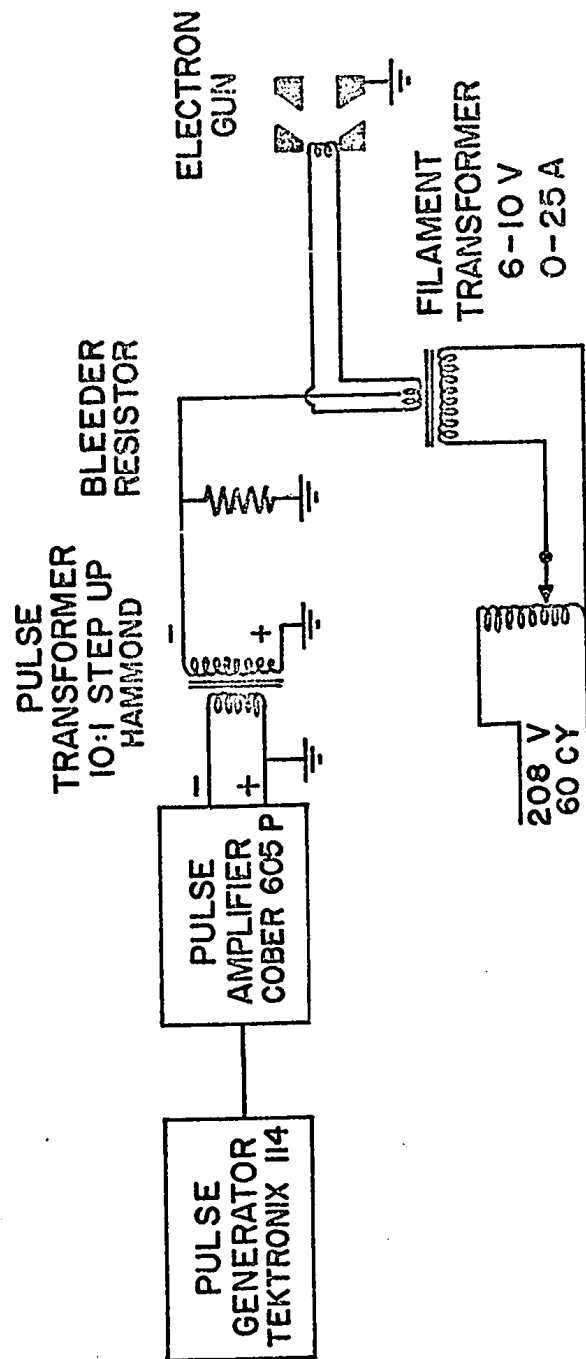 PULSE
GENERATOR
TEKTRONIX 114
PULSE
AMPLIFIER
COBER 605 P
-
+
PULSE
TRANSFORMER
10:1 STEP UP
HAMMOND
-
+
BLEEDER
RESISTOR
ELECTRON
GUN
FILAMENT
TRANSFORMER
6-10 V
0-25 A
208 V
60 CY